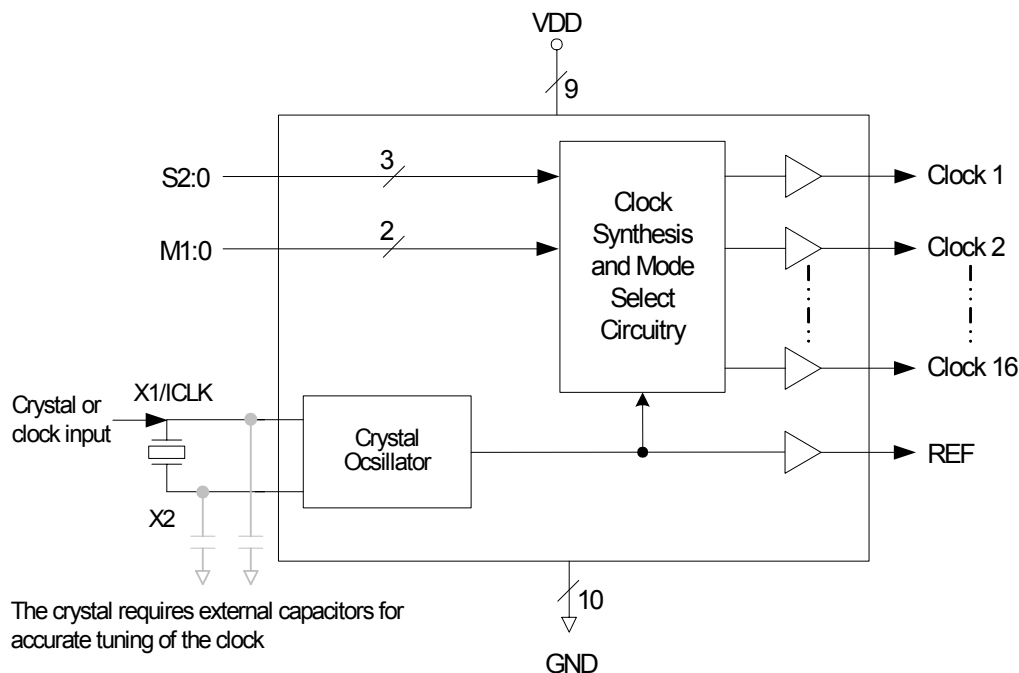 VDD
9
S2:0
3
M1:0
2
Clock
Synthesis
and Mode
Select
Circuitry
Clock 1
Clock 2
Clock 16
X1/ICLK
Crystal or
clock input
Crystal
Ocsillator
REF
X2
The crystal requires external capacitors for
accurate tuning of the clock
10
GND